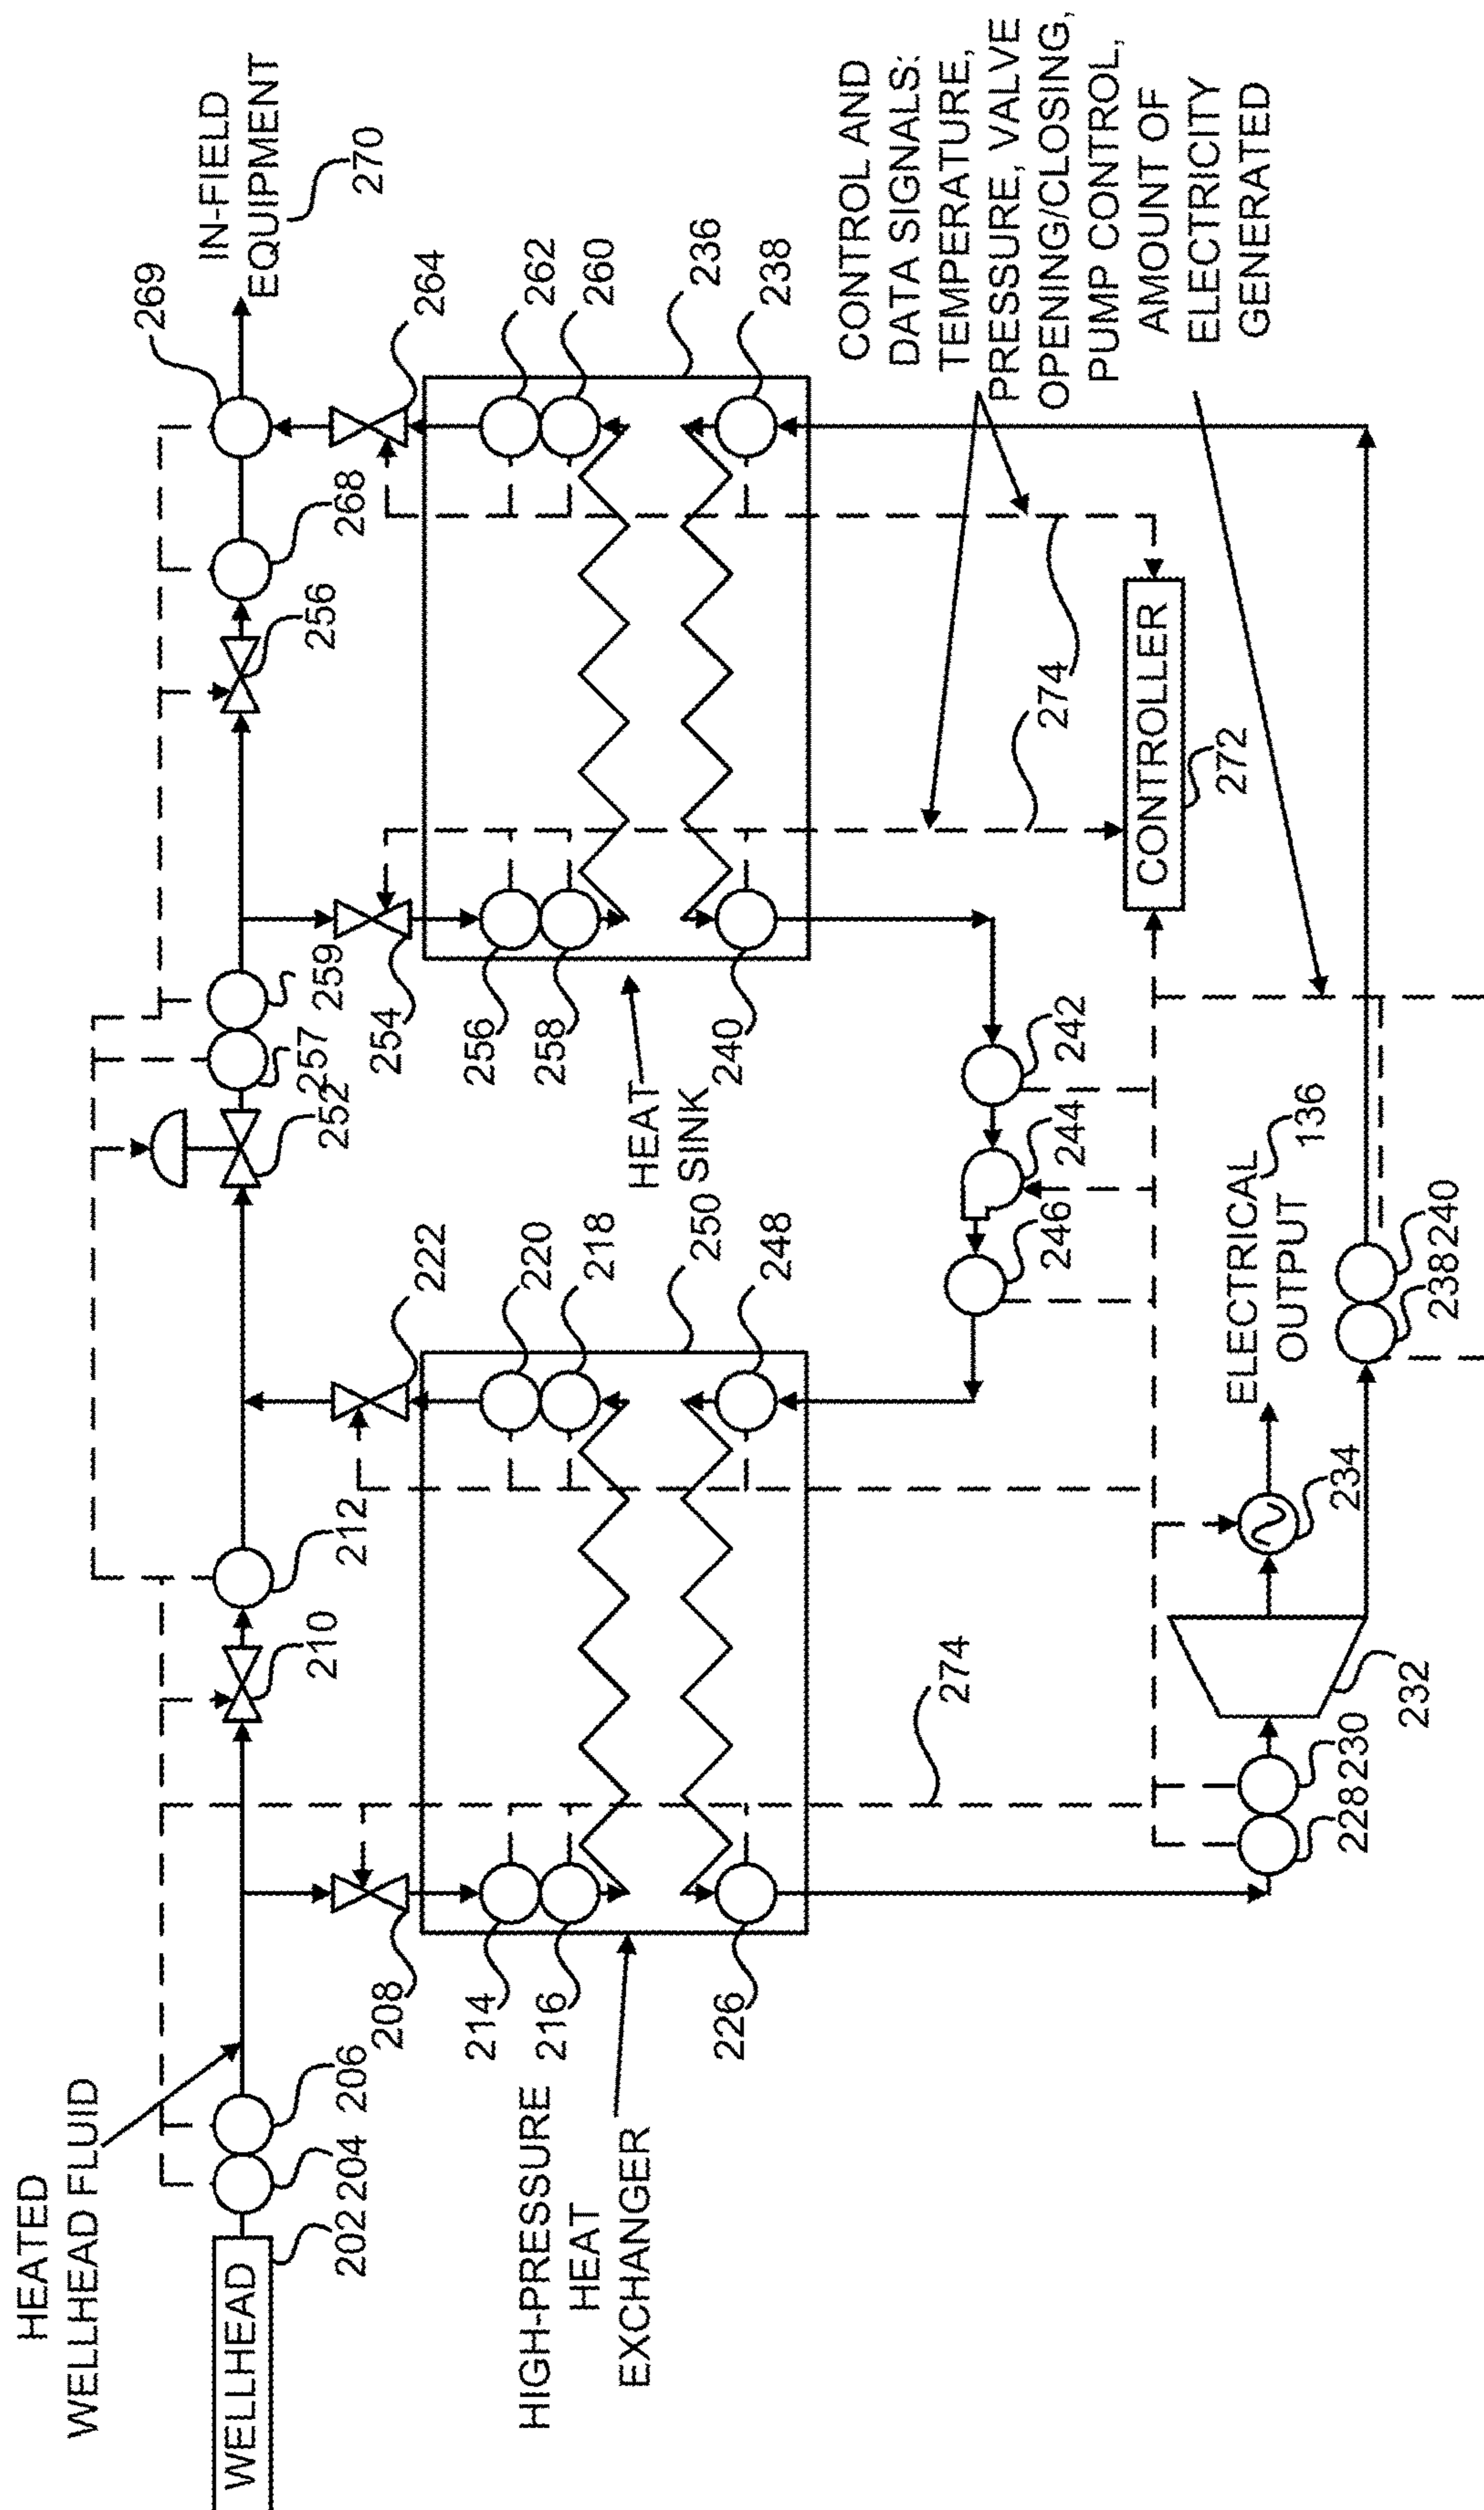 HEATED
WELLHEAD FLUID
WELLHEAD
202
204
206
208
210
212
222
252
257
259
254
256
268
269
264
IN-FIELD
EQUIPMENT
270
HIGH-PRESSURE
HEAT
EXCHANGER
214
216
226
220
218
250
248
HEAT
SINK
256
258
240
262
260
236
238
CONTROL AND
DATA SIGNALS:
TEMPERATURE,
PRESSURE, VALVE
OPENING/CLOSING,
PUMP CONTROL,
AMOUNT OF
ELECTRICITY
GENERATED
242
244
246
274
274
274
CONTROLLER
272
228
230
232
234
ELECTRICAL
OUTPUT
136
238
240